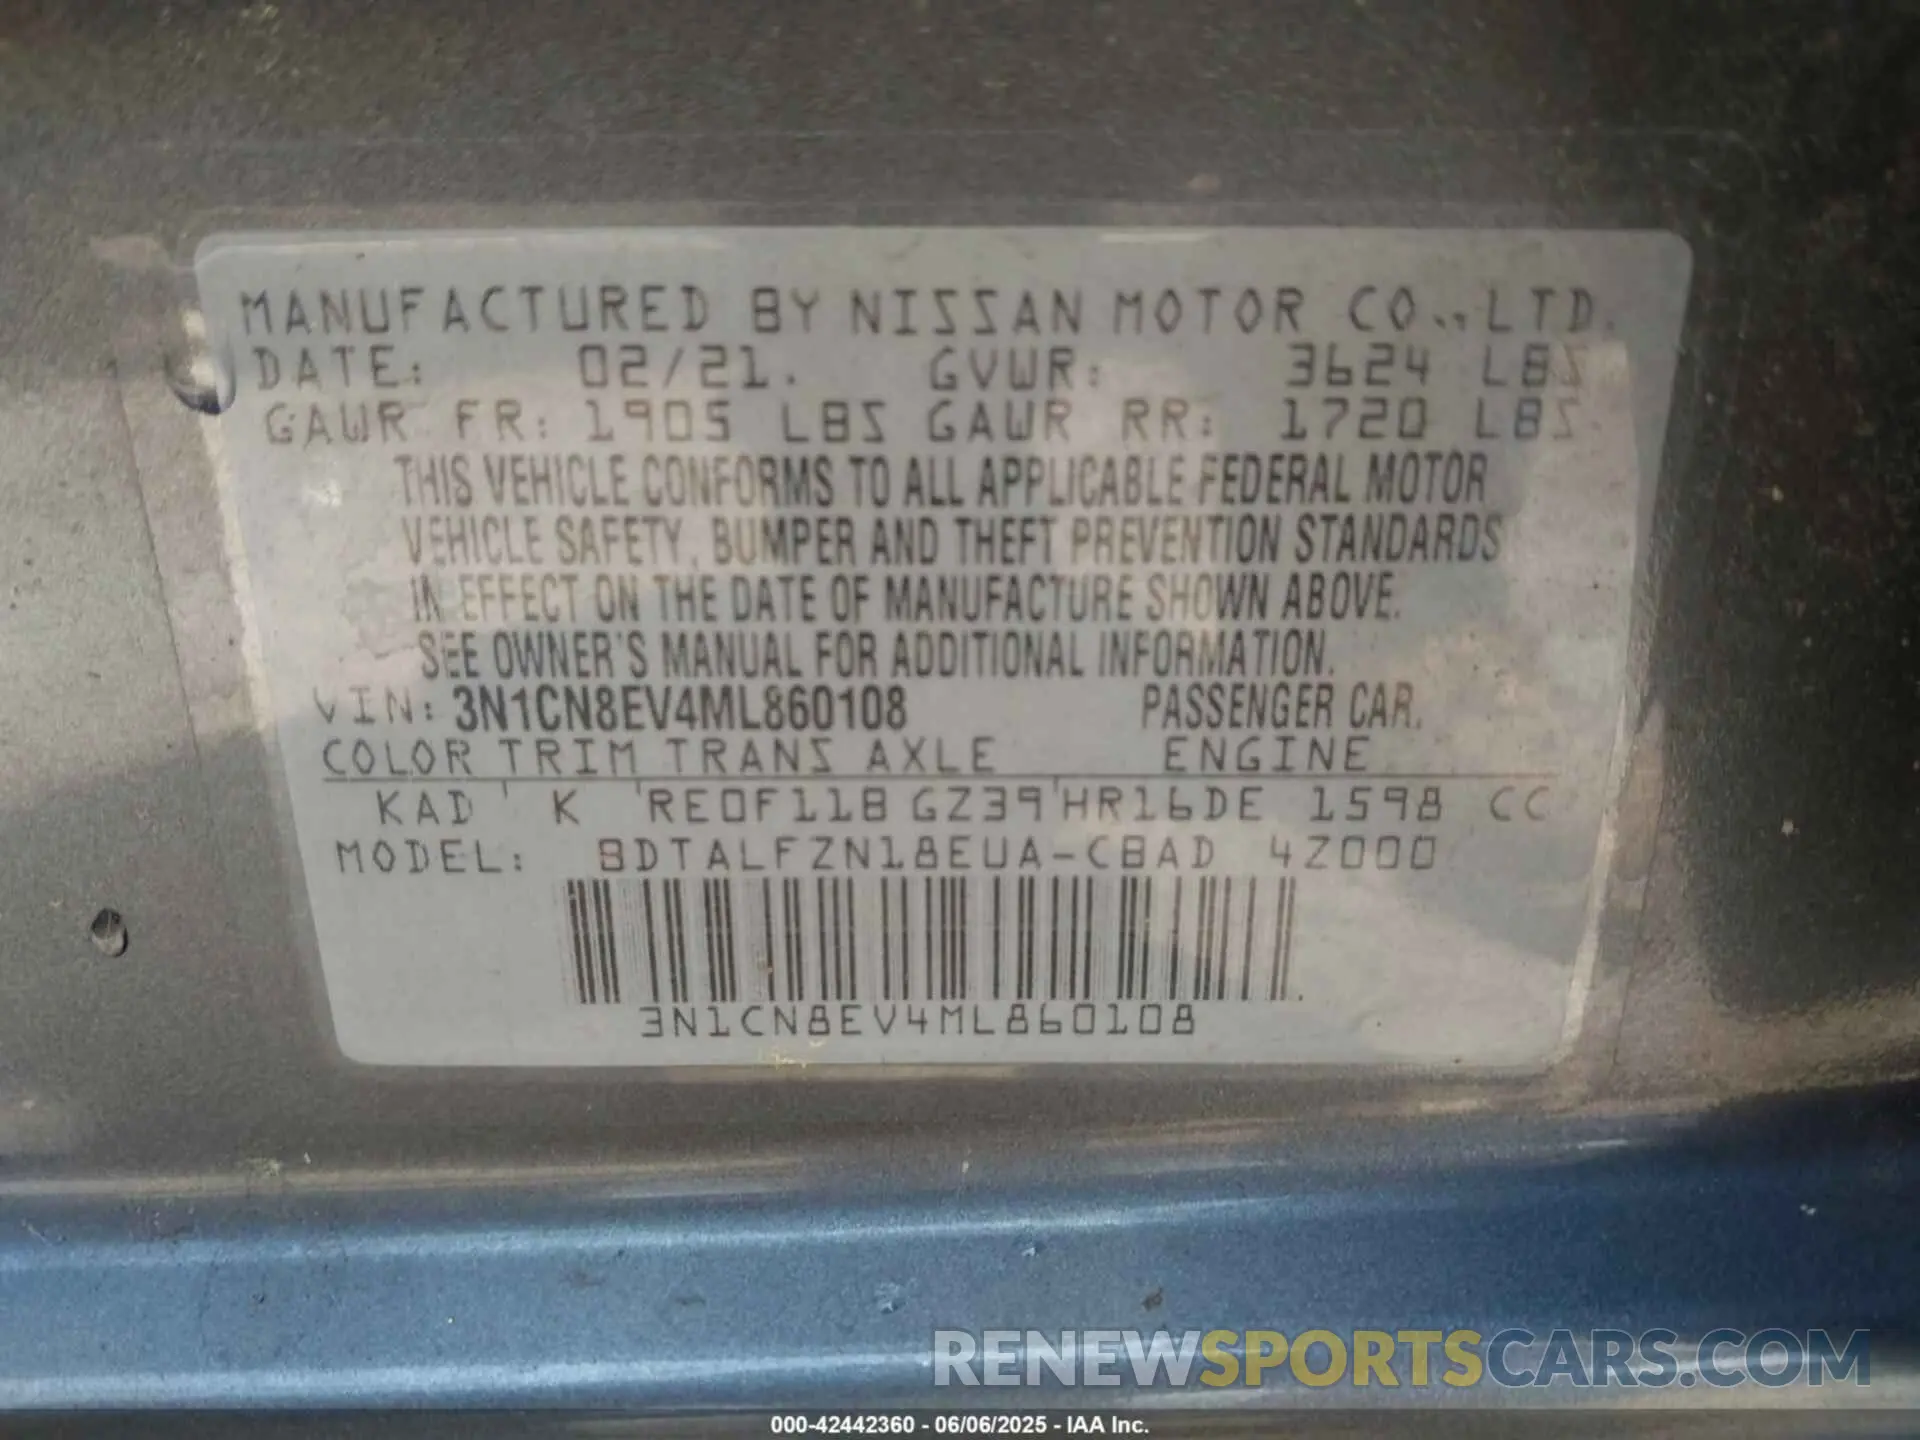 MANUFACTURED BY NISSAN MOTOR CO., LTD.
DATE: 02/21. GVWR: 3624 LBS
GAWR FR: 1905 LBS GAWR RR: 1720 LBS.
THIS VEHICLE CONFORMS TO ALL APPLICABLE FEDERAL MOTOR
VEHICLE SAFETY, BUMPER AND THEFT PREVENTION STANDARDS
IN EFFECT ON THE DATE OF MANUFACTURE SHOWN ABOVE.
SEE OWNER'S MANUAL FOR ADDITIONAL INFORMATION.
VIN: 3N1CN8EV4ML860108 PASSENGER CAR.
COLOR TRIM TRANS AXLE ENGINE
KAD K RE0F11B GZ39 HR16DE 1598 CC
MODEL: BDTALFZN18EUA-CBAD 4Z000
3N1CN8EV4ML860108
RENEWSPORTSCARS.COM
000-42442360 - 06/06/2025 - IAA Inc.